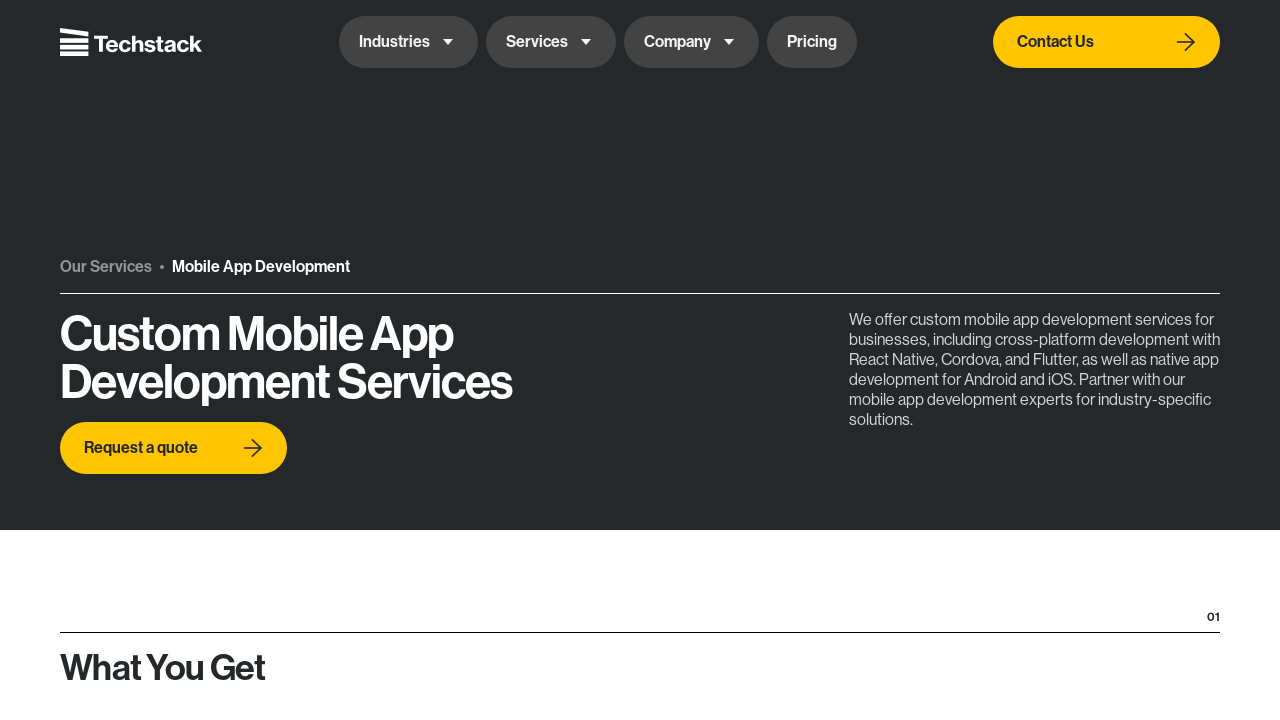 Techstack
Industries
Services
Company
Pricing
Contact Us
Our Services • Mobile App Development
Custom Mobile App
Development Services
We offer custom mobile app development services for
businesses, including cross-platform development with
React Native, Cordova, and Flutter, as well as native app
development for Android and iOS. Partner with our
mobile app development experts for industry-specific
solutions.
Request a quote
01
What You Get